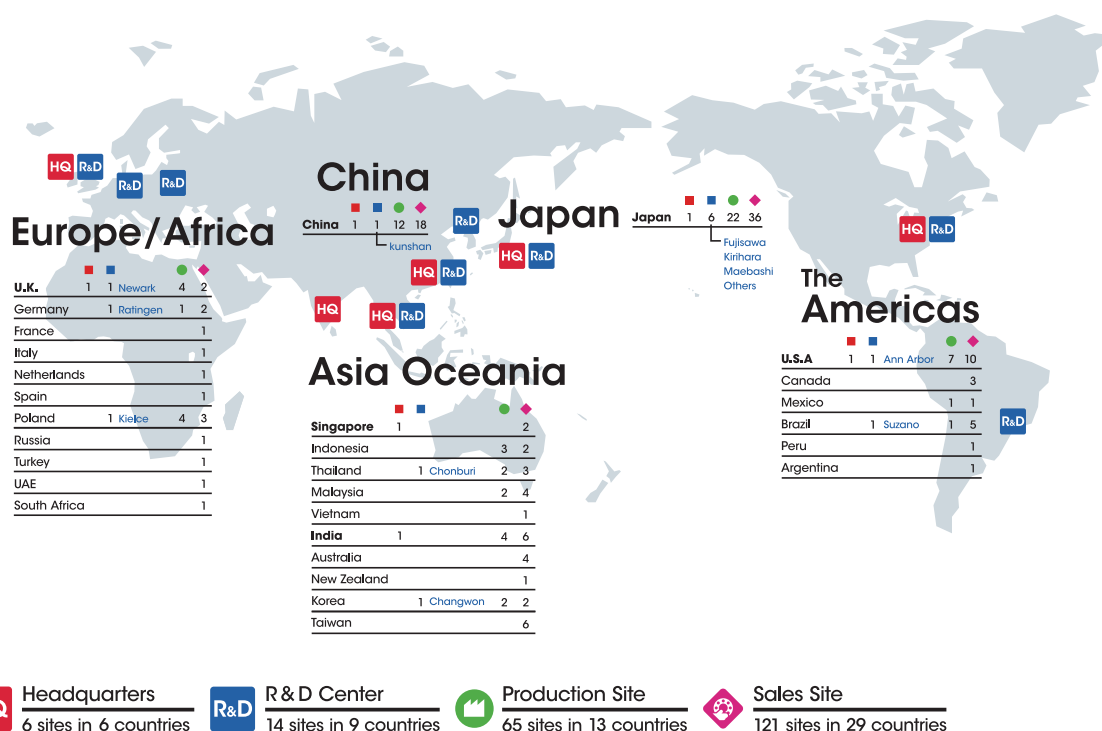 HQ R&D
R&D
R&D
Europe/Africa
U.K. 1 1 Newark 4 2
Germany 1 Ratingen 1 2
France 1
Italy 1
Netherlands 1
Spain 1
Poland 1 Kielce 4 3
Russia 1
Turkey 1
UAE 1
South Africa 1
China
China 1 1 12 18
kunshan
R&D
HQ R&D
HQ
HQ R&D
Japan
HQ R&D
Japan 1 6 22 36
Fujisawa
Kirihara
Maebashi
Others
Asia Oceania
Singapore 1 2
Indonesia 3 2
Thailand 1 Chonburi 2 3
Malaysia 2 4
Vietnam 1
India 1 4 6
Australia 4
New Zealand 1
Korea 1 Changwon 2 2
Taiwan 6
HQ R&D
The
Americas
U.S.A 1 1 Ann Arbor 7 10
Canada 3
Mexico 1 1
Brazil 1 Suzano 1 5
Peru 1
Argentina 1
R&D
Headquarters
6 sites in 6 countries
R&D
R & D Center
14 sites in 9 countries
Production Site
65 sites in 13 countries
Sales Site
121 sites in 29 countries